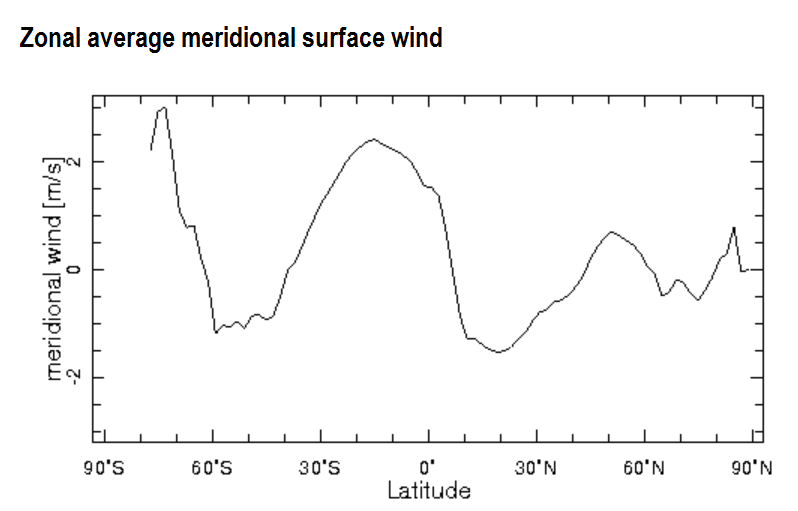 Zonal average meridional surface wind
meridional wind [m/s]
2
0
-2
90°S 60°S 30°S 0° 30°N 60°N 90°N
Latitude